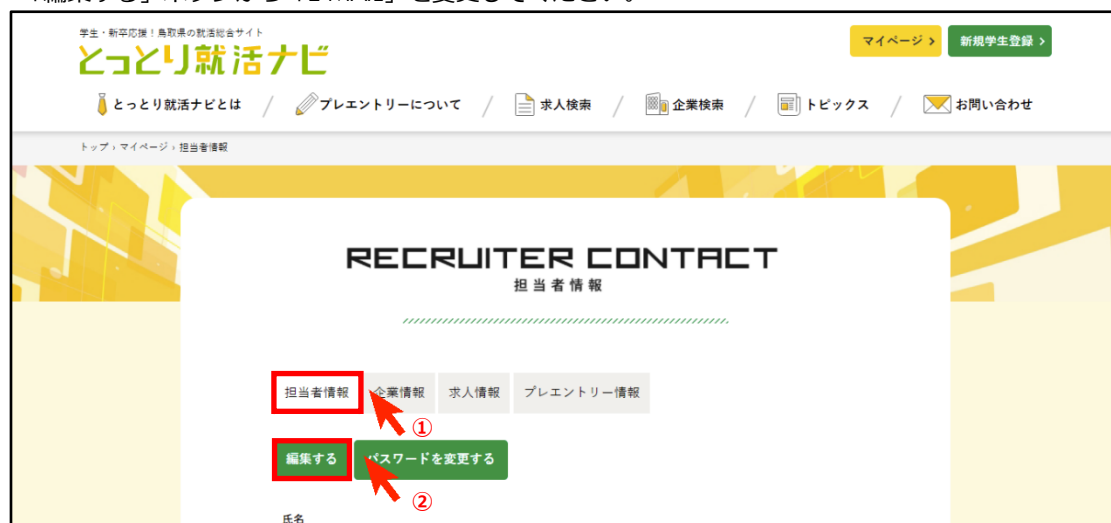 学生・新卒応援!鳥取県の就活総合サイト
とっとり就活ナビ
マイページ ›
新規学生登録 ›
とっとり就活ナビとは / プレエントリーについて / 求人検索 / 企業検索 / トピックス / お問い合わせ
トップ › マイページ › 担当者情報
RECRUITER CONTACT
担当者情報
担当者情報 企業情報 求人情報 プレエントリー情報
①
編集する パスワードを変更する
②
氏名